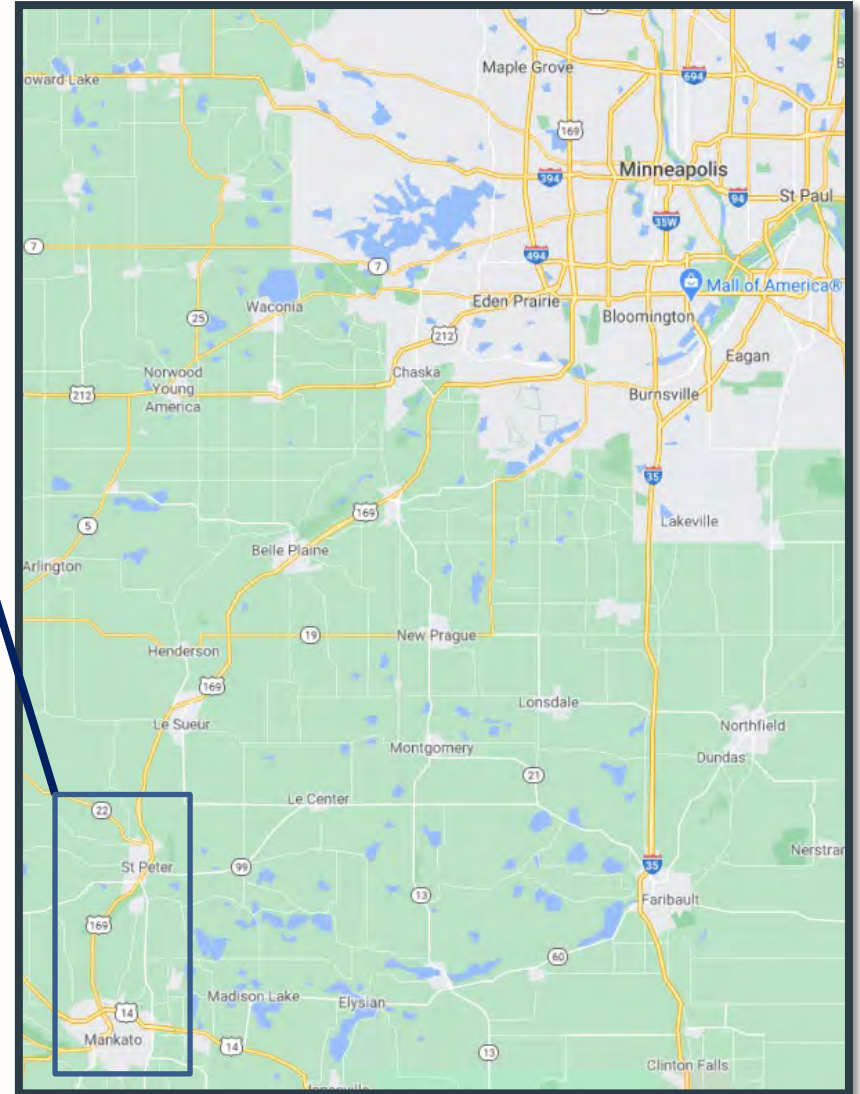 Maple Grove
694
oward Lake
169
Minneapolis
394
94
St Paul
35W
7
494
7
Mall of America®
Waconia
Eden Prairie
25
Bloomington
212
Eagan
Norwood
Young
America
Chaska
212
Burnsville
35
169
5
Lakeville
Belle Plaine
Arlington
19
New Prague
Henderson
169
Lonsdale
Le Sueur
Northfield
Montgomery
Dundas
21
Le Center
22
St Peter
99
35
Nerstran
13
Faribault
169
60
Madison Lake
Elysian
14
Mankato
14
13
Clinton Falls